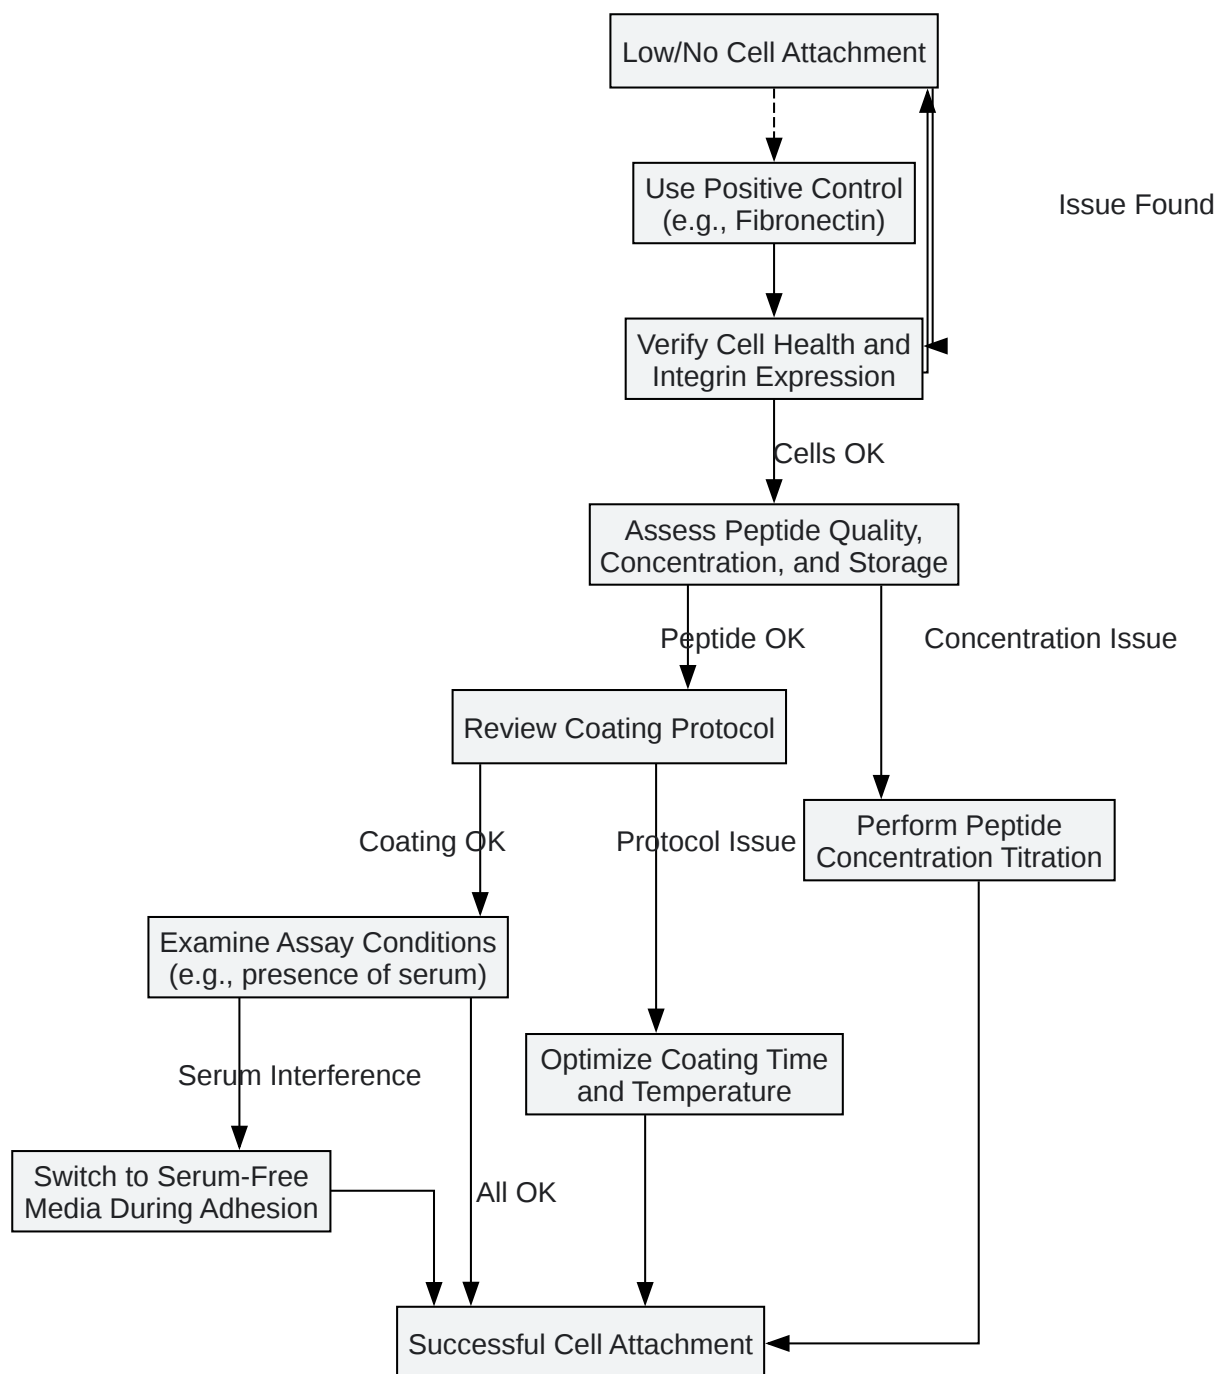 Low/No Cell Attachment
Use Positive Control
(e.g., Fibronectin)
Issue Found
Verify Cell Health and
Integrin Expression
Cells OK
Assess Peptide Quality,
Concentration, and Storage
Peptide OK
Concentration Issue
Review Coating Protocol
Coating OK
Protocol Issue
Perform Peptide
Concentration Titration
Examine Assay Conditions
(e.g., presence of serum)
Serum Interference
Optimize Coating Time
and Temperature
Switch to Serum-Free
Media During Adhesion
All OK
Successful Cell Attachment